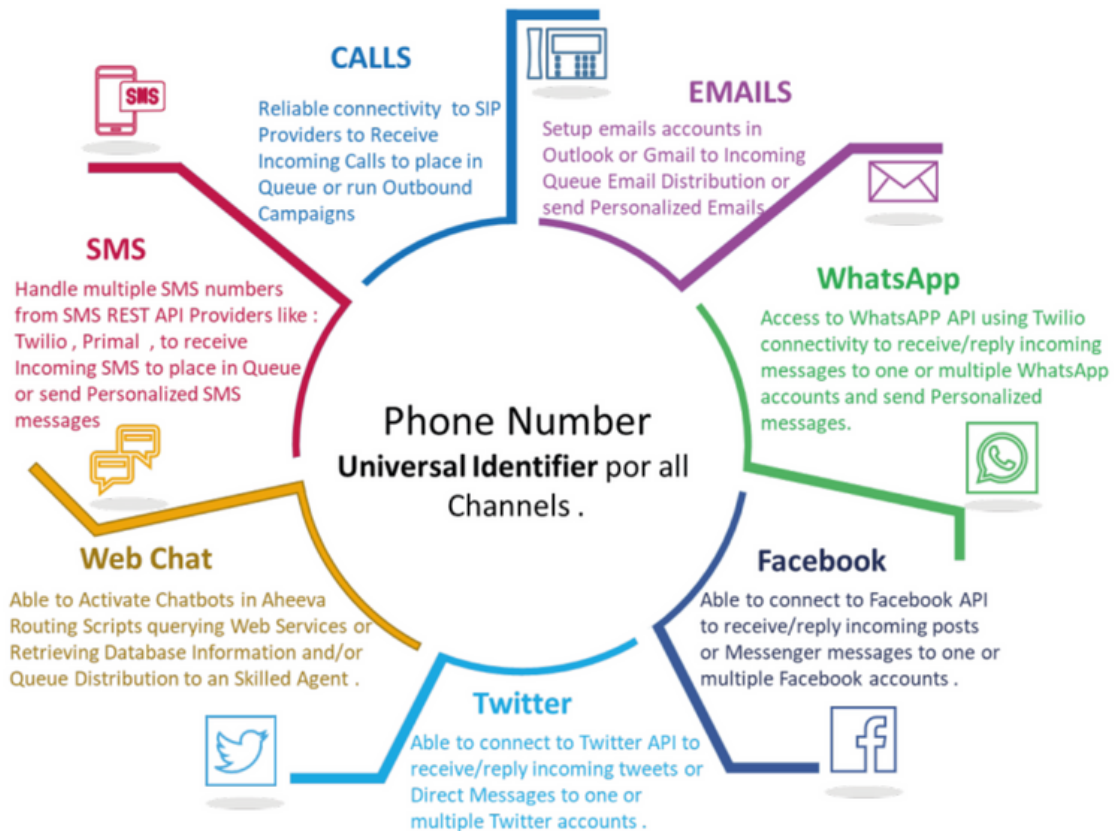 CALLS
Reliable connectivity to SIP
Providers to Receive
Incoming Calls to place in
Queue or run Outbound
Campaigns
EMAILS
Setup emails accounts in
Outlook or Gmail to Incoming
Queue Email Distribution or
send Personalized Emails
SMS
SMS
Handle multiple SMS numbers
from SMS REST API Providers like :
Twilio , Primal , to receive
Incoming SMS to place in Queue
or send Personalized SMS
messages
WhatsApp
Access to WhatsAPP API using Twilio
connectivity to receive/reply incoming
messages to one or multiple WhatsApp
accounts and send Personalized
messages.
Phone Number
Universal Identifier por all
Channels .
Web Chat
Able to Activate Chatbots in Aheeva
Routing Scripts querying Web Services or
Retrieving Database Information and/or
Queue Distribution to an Skilled Agent .
Facebook
Able to connect to Facebook API
to receive/reply incoming posts
or Messenger messages to one or
multiple Facebook accounts .
Twitter
Able to connect to Twitter API to
receive/reply incoming tweets or
Direct Messages to one or
multiple Twitter accounts .